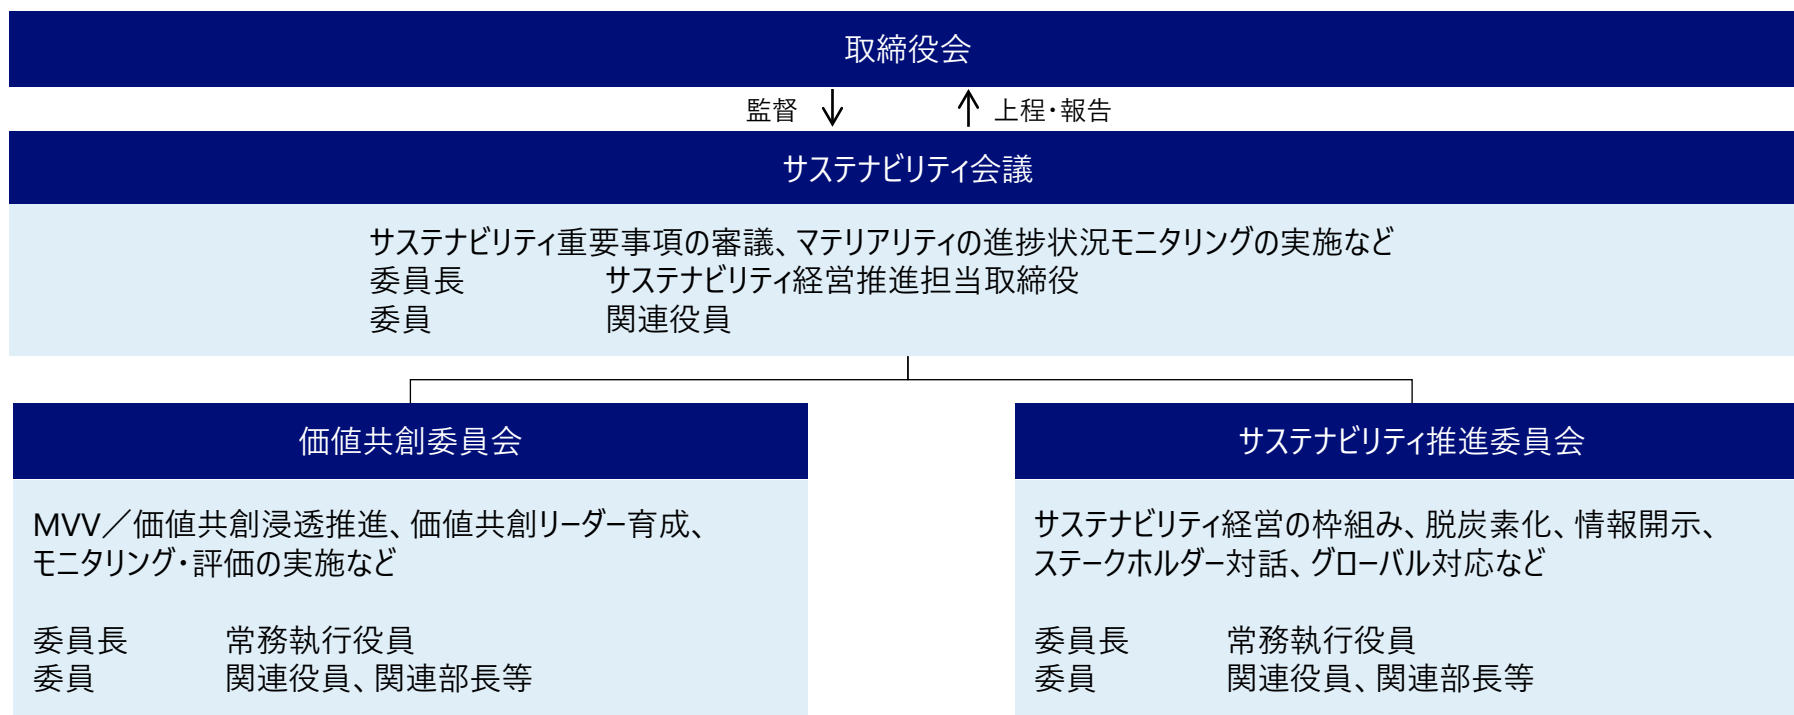 取締役会
監督
上程・報告
サステナビリティ会議
サステナビリティ重要事項の審議、マテリアリティの進捗状況モニタリングの実施など
委員長 サステナビリティ経営推進担当取締役
委員 関連役員
価値共創委員会
MVV／価値共創浸透推進、価値共創リーダー育成、
モニタリング・評価の実施など
委員長 常務執行役員
委員 関連役員、関連部長等
サステナビリティ推進委員会
サステナビリティ経営の枠組み、脱炭素化、情報開示、
ステークホルダー対話、グローバル対応など
委員長 常務執行役員
委員 関連役員、関連部長等